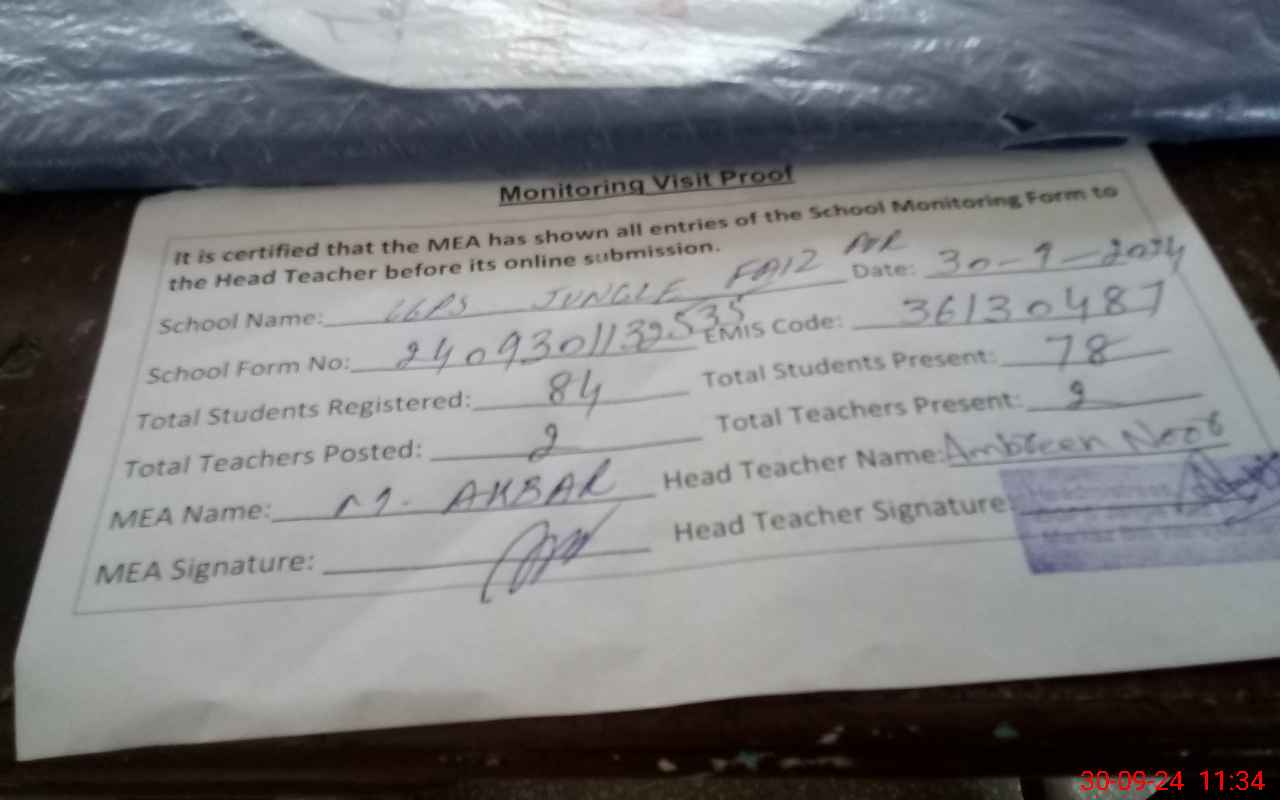 Monitoring Visit Proof
It is certified that the MEA has shown all entries of the School Monitoring Form to
the Head Teacher before its online submission.
School Name: GGPS JUNGLE FAIZ PUR Date: 30-9-2024
School Form No: 2409301132535 EMIS Code: 36130487
Total Students Registered: 84 Total Students Present: 78
Total Teachers Posted: 2 Total Teachers Present: 2
MEA Name: M. AKBAR Head Teacher Name: Ambreen Noor
MEA Signature: Head Teacher Signature:
30-09-24 11:34